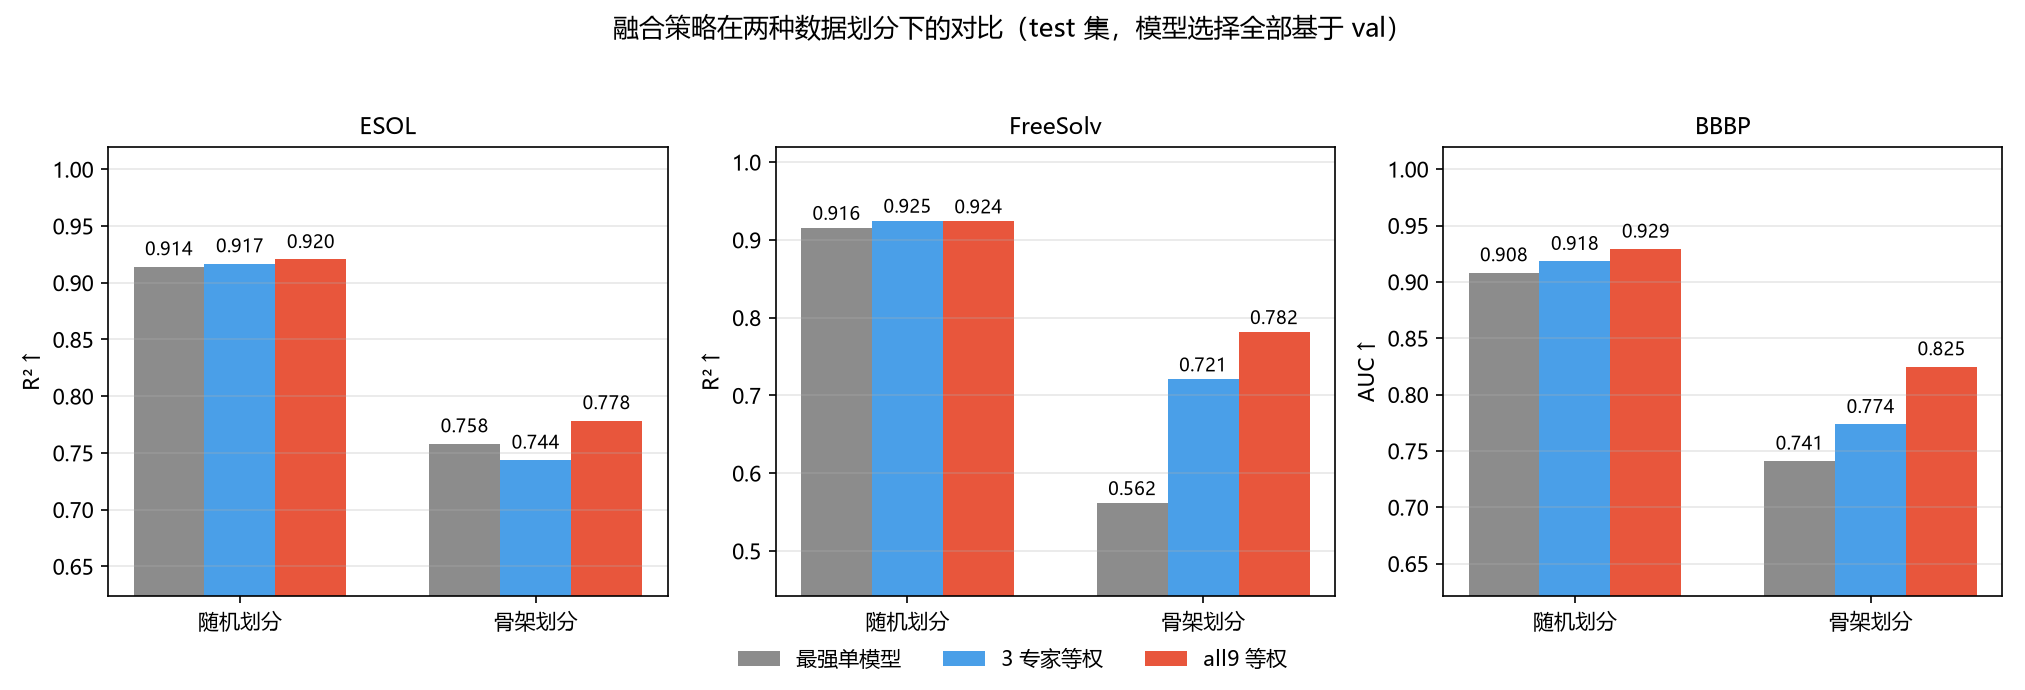 融合策略在两种数据划分下的对比（test 集，模型选择全部基于 val）
ESOL
R² ↑
1.00
0.95
0.90
0.85
0.80
0.75
0.70
0.65
0.914
0.917
0.920
0.758
0.744
0.778
随机划分
骨架划分
FreeSolv
R² ↑
1.0
0.9
0.8
0.7
0.6
0.5
0.916
0.925
0.924
0.562
0.721
0.782
随机划分
骨架划分
BBBP
AUC ↑
1.00
0.95
0.90
0.85
0.80
0.75
0.70
0.65
0.908
0.918
0.929
0.741
0.774
0.825
随机划分
骨架划分
最强单模型
3 专家等权
all9 等权